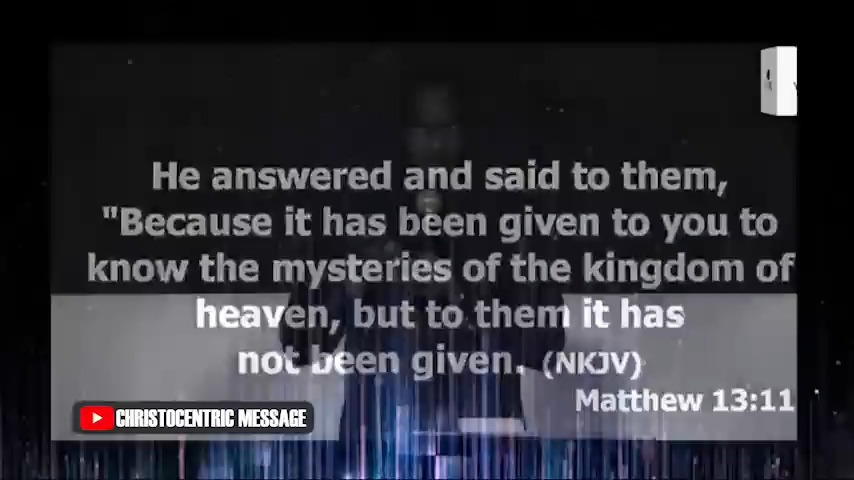 He answered and said to them,
"Because it has been given to you to
know the mysteries of the kingdom of
heaven, but to them it has
not been given. (NKJV)
Matthew 13:11
CHRISTOCENTRIC MESSAGE